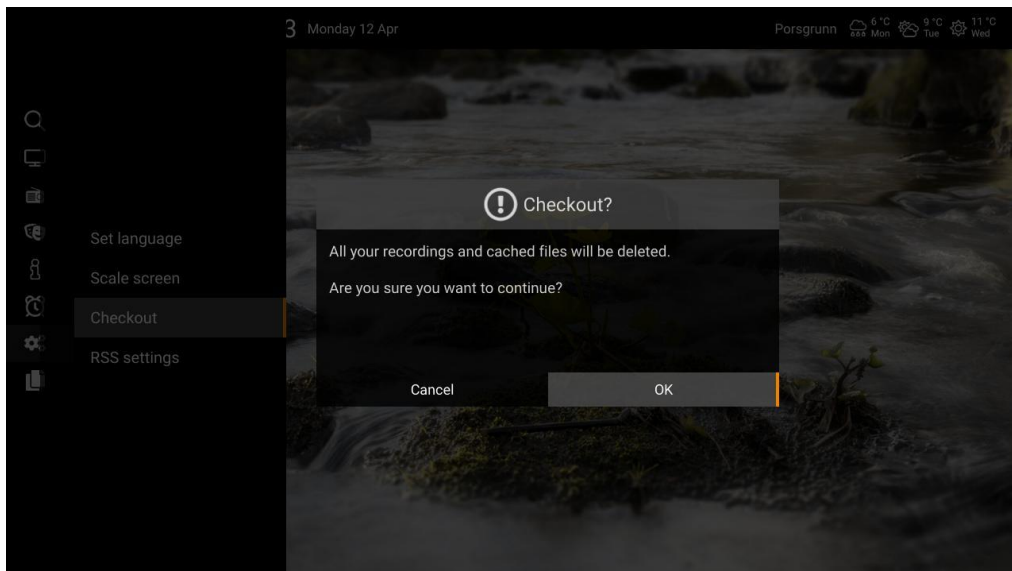 3 Monday 12 Apr
Porsgrunn 6 °C Mon 9 °C Tue 11 °C Wed
Checkout?
All your recordings and cached files will be deleted.
Are you sure you want to continue?
Cancel OK
Set language
Scale screen
Checkout
RSS settings